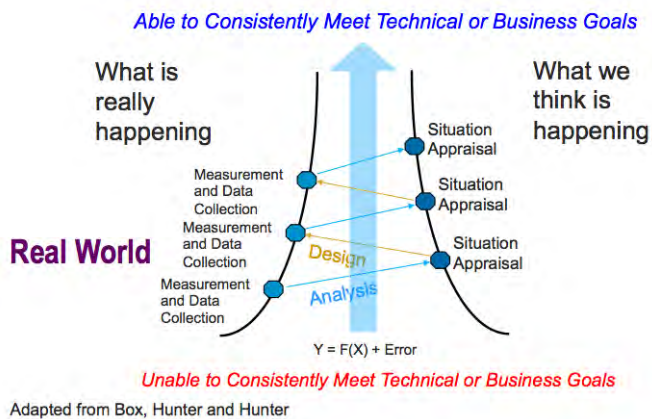 Able to Consistently Meet Technical or Business Goals
What is
really
happening
What we
think is
happening
Situation
Appraisal
Measurement
and Data
Collection
Situation
Appraisal
Measurement
and Data
Collection
Real World
Design
Situation
Appraisal
Measurement
and Data
Collection
Analysis
Y = F(X) + Error
Unable to Consistently Meet Technical or Business Goals
Adapted from Box, Hunter and Hunter